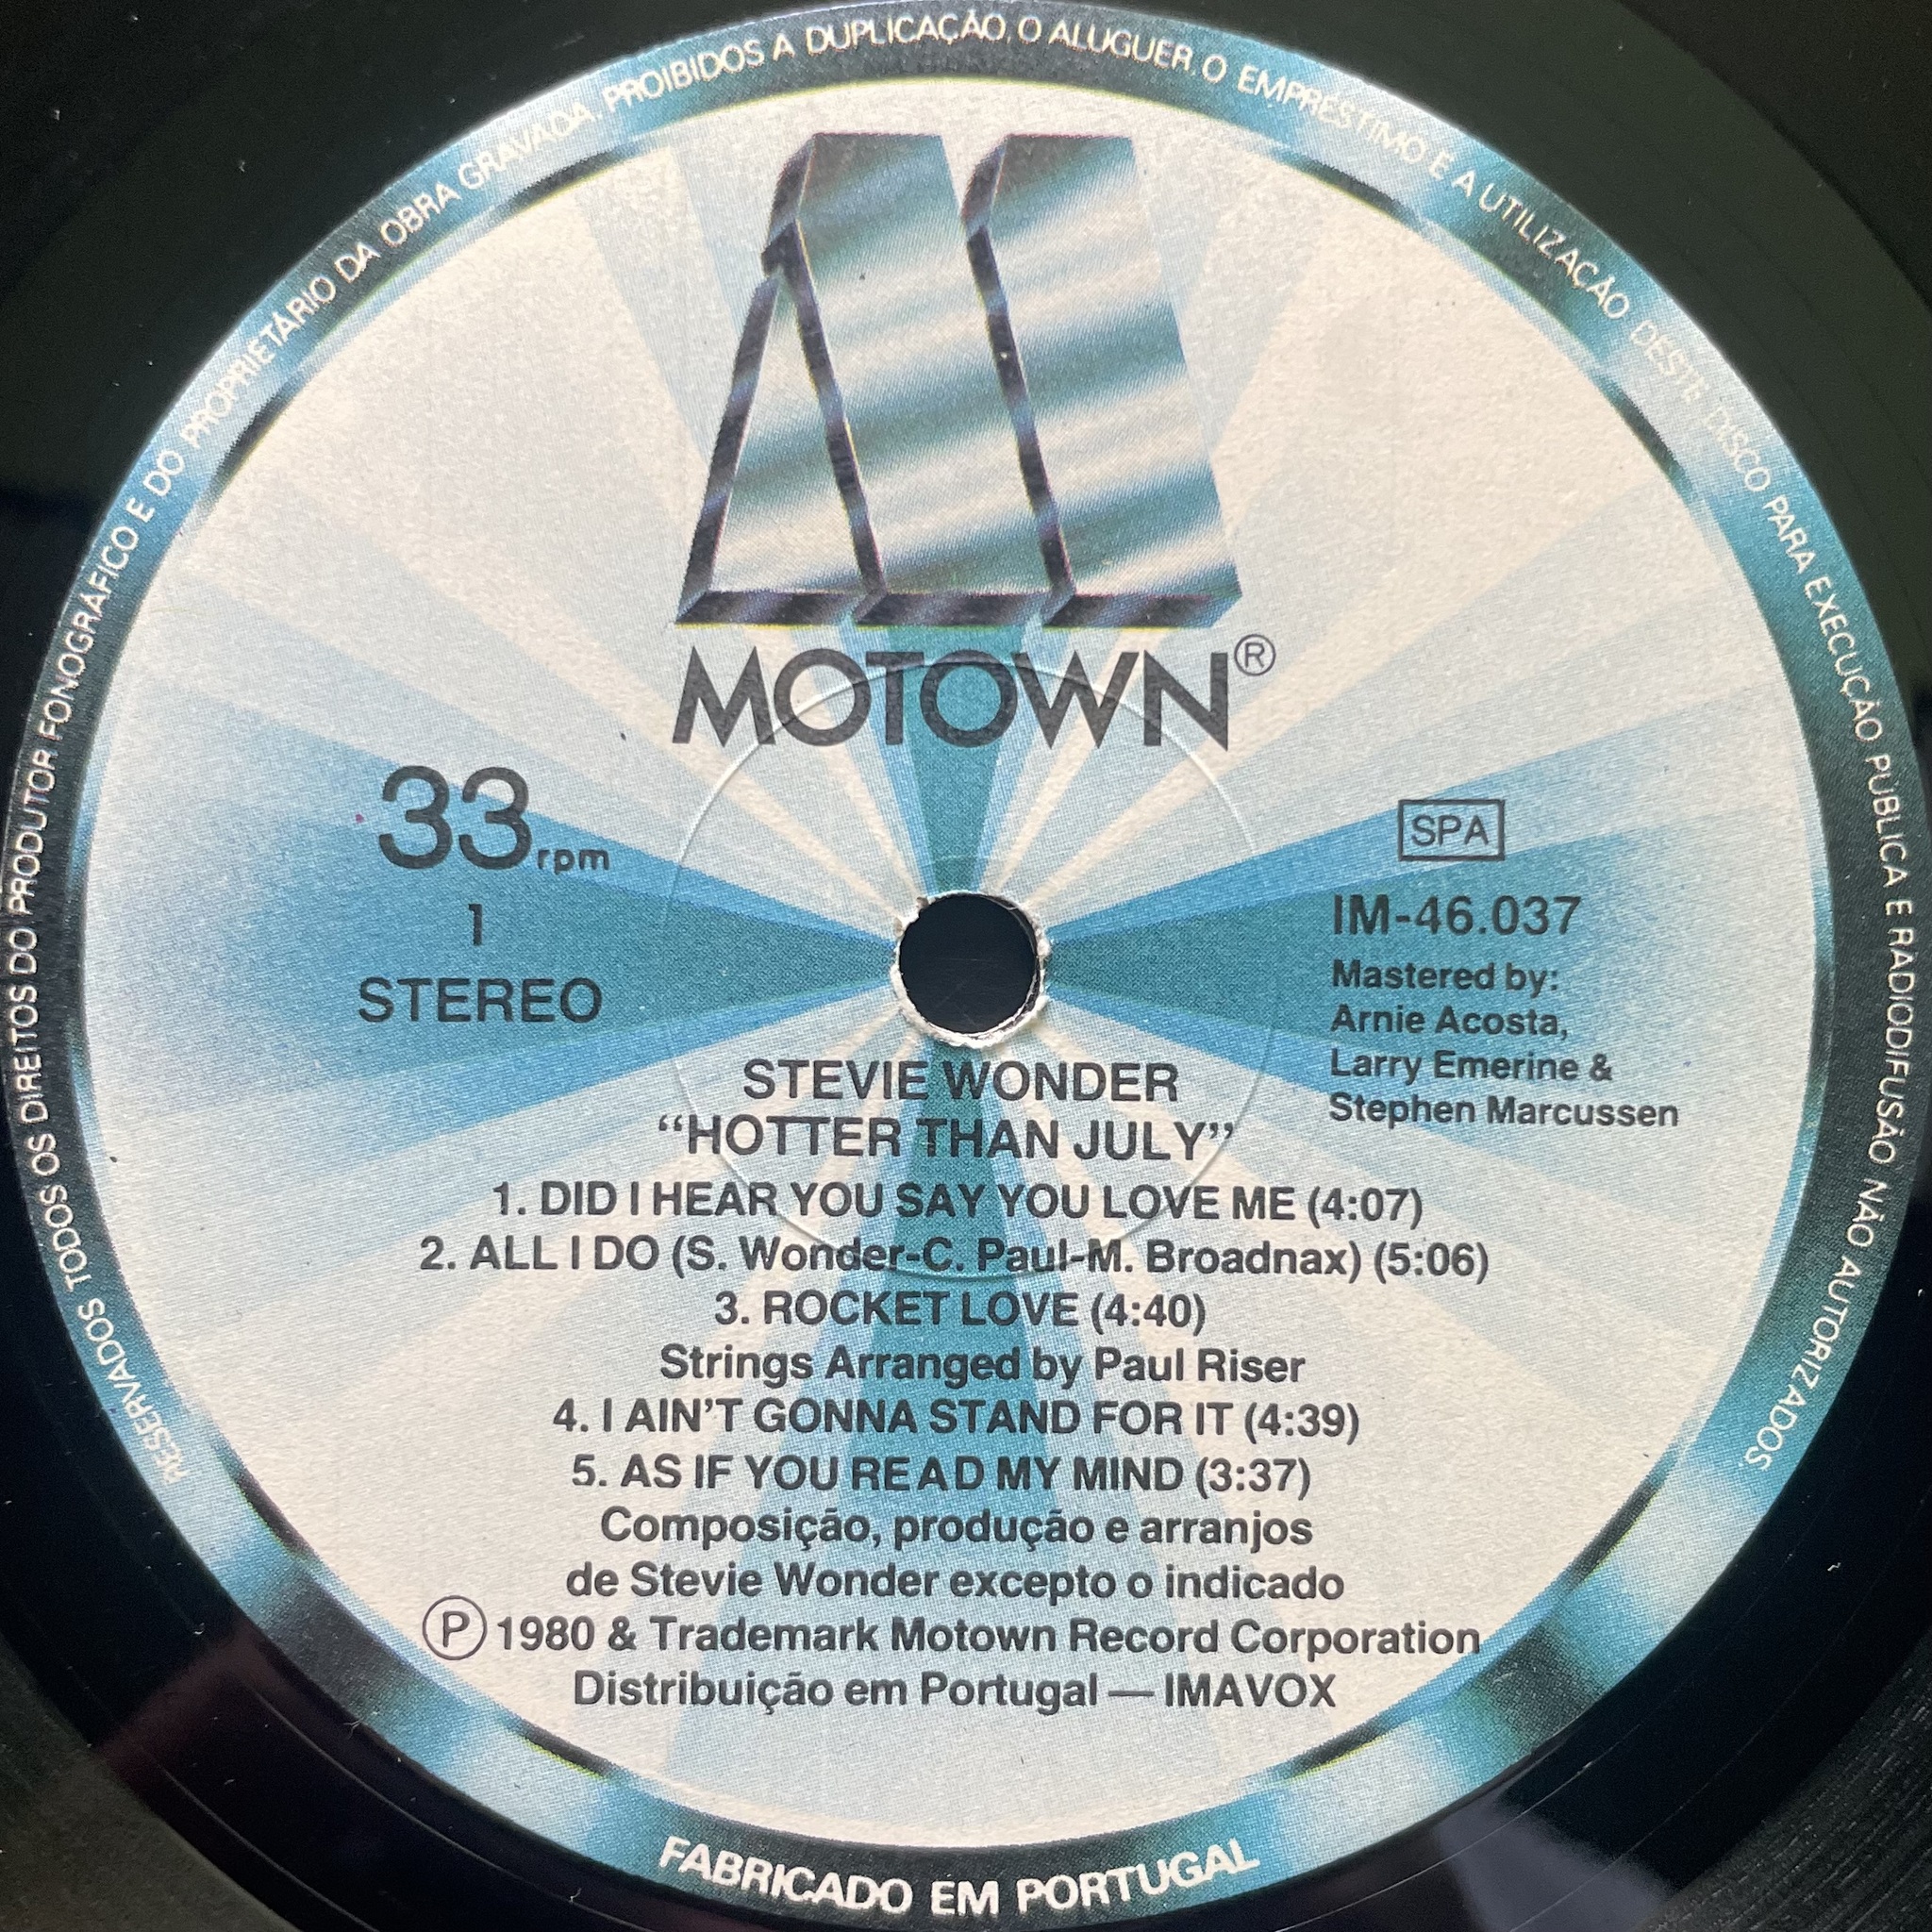 RESERVADOS TODOS OS DIREITOS DO PRODUTOR FONOGRÁFICO E DO PROPRIETÁRIO DA OBRA GRAVADA. PROIBIDOS A DUPLICAÇÃO, O ALUGUER O EMPRÉSTIMO E A UTILIZAÇÃO DESTE DISCO PARA EXECUÇÃO PÚBLICA E RADIODIFUSÃO NÃO AUTORIZADOS
MOTOWN®
33 rpm
1
STEREO
SPA
IM-46.037
Mastered by:
Arnie Acosta,
Larry Emerine &
Stephen Marcussen
STEVIE WONDER
“HOTTER THAN JULY”
1. DID I HEAR YOU SAY YOU LOVE ME (4:07)
2. ALL I DO (S. Wonder-C. Paul-M. Broadnax) (5:06)
3. ROCKET LOVE (4:40)
Strings Arranged by Paul Riser
4. I AIN’T GONNA STAND FOR IT (4:39)
5. AS IF YOU READ MY MIND (3:37)
Composição, produção e arranjos
de Stevie Wonder excepto o indicado
Ⓟ 1980 & Trademark Motown Record Corporation
Distribuição em Portugal — IMAVOX
FABRICADO EM PORTUGAL